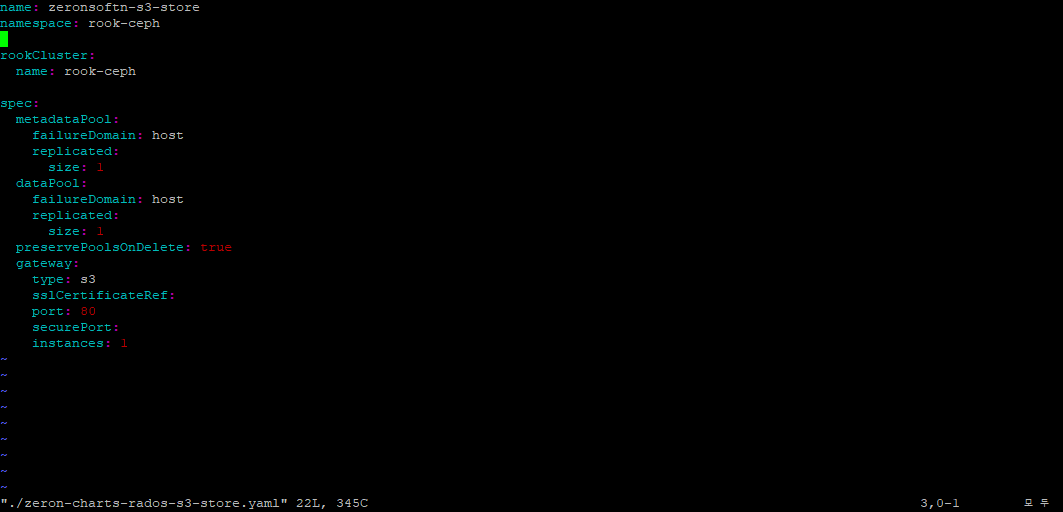 name: zeronsoftn-s3-store
namespace: rook-ceph

rookCluster:
  name: rook-ceph

spec:
  metadataPool:
    failureDomain: host
    replicated:
      size: 1
  dataPool:
    failureDomain: host
    replicated:
      size: 1
  preservePoolsOnDelete: true
  gateway:
    type: s3
    sslCertificateRef:
    port: 80
    securePort:
    instances: 1
~
~
~
~
~
~
~
~
~
"./zeron-charts-rados-s3-store.yaml" 22L, 345C 3,0-1 모두